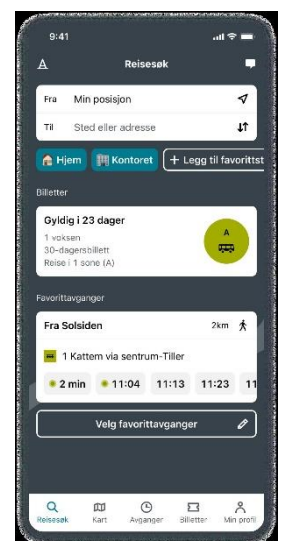 9:41
A Reisesøk
Fra Min posisjon
Til Sted eller adresse
Hjem Kontoret + Legg til favorittst
Billetter
Gyldig i 23 dager
1 voksen
30-dagersbillett
Reise i 1 sone (A)
A
Favorittavganger
Fra Solsiden 2km
1 Kattem via sentrum-Tiller
2 min 11:04 11:13 11:23 11
Velg favorittavganger
Reisesøk Kart Avganger Billetter Min profil